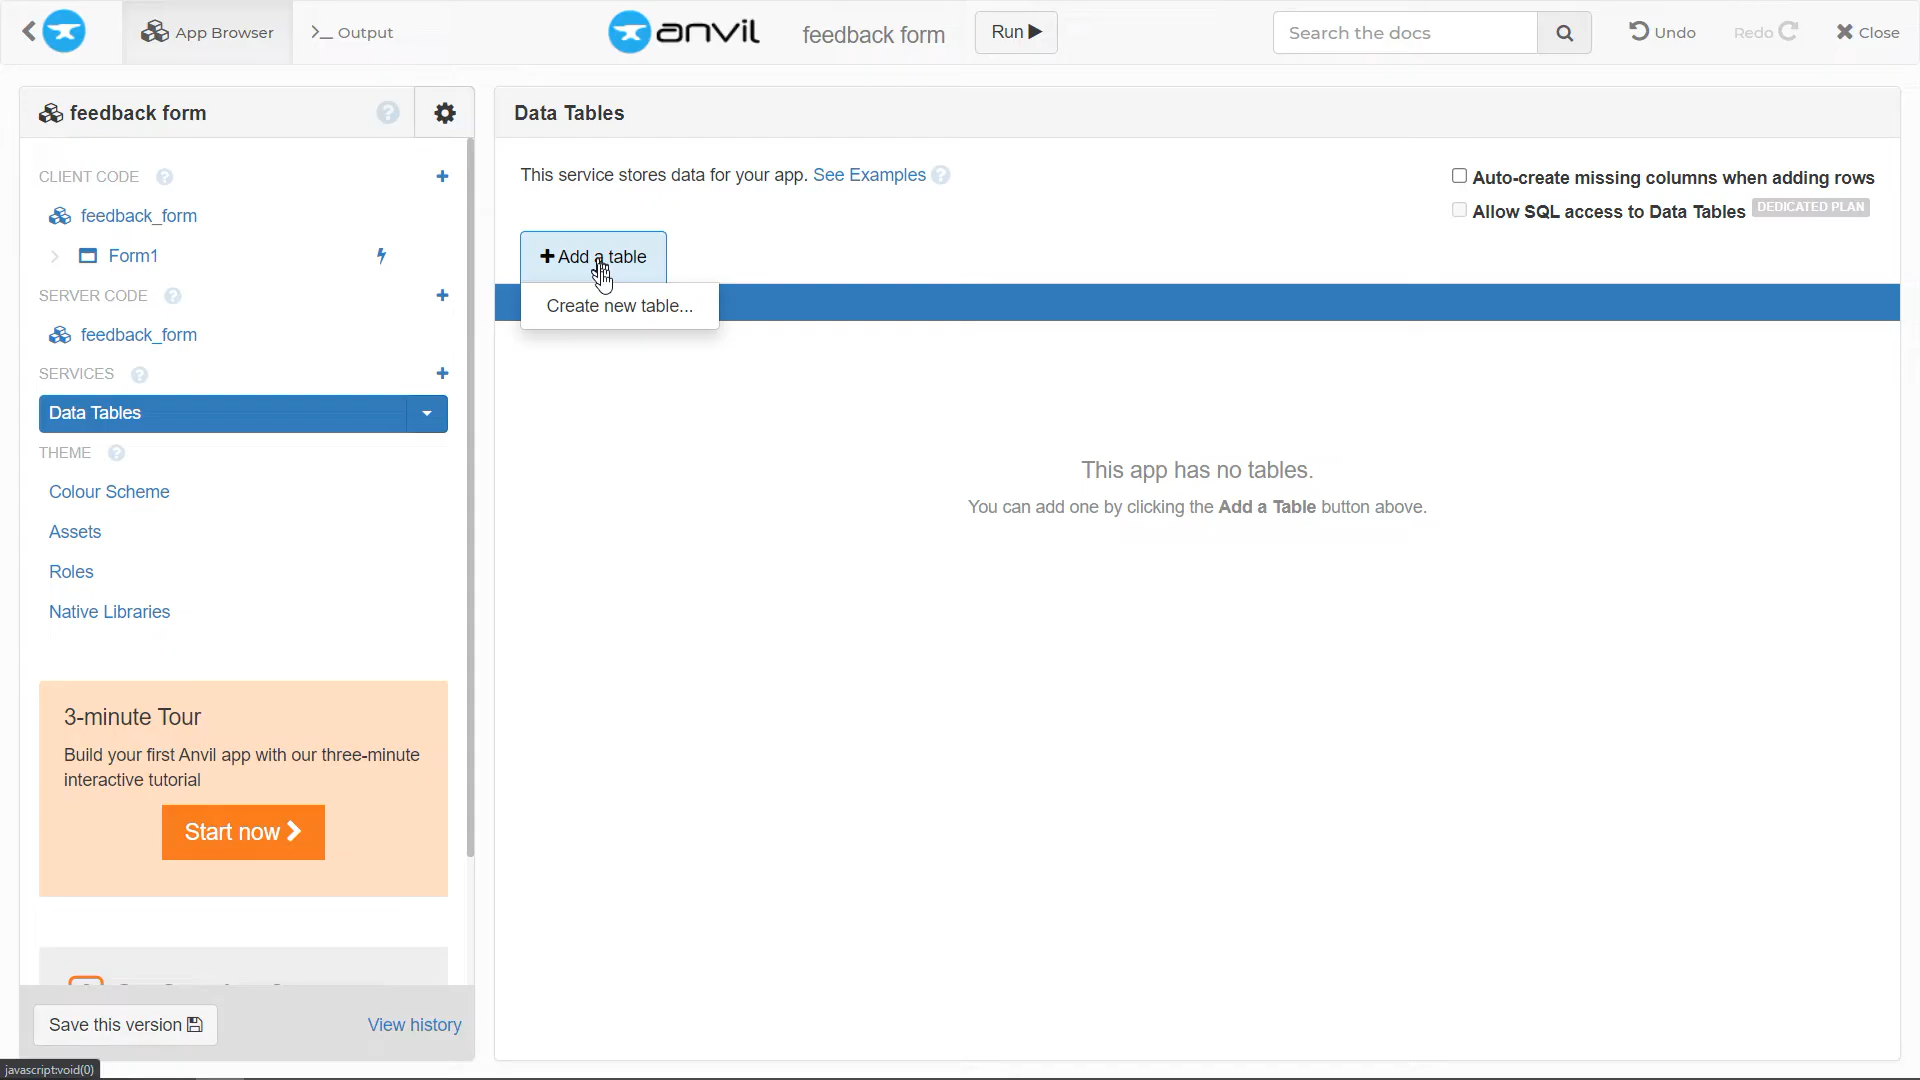 App Browser
Output
anvil
feedback form
Run
Search the docs
Undo
Redo
Close
feedback form
CLIENT CODE
feedback_form
Form1
SERVER CODE
feedback_form
SERVICES
Data Tables
THEME
Colour Scheme
Assets
Roles
Native Libraries
3-minute Tour
Build your first Anvil app with our three-minute
interactive tutorial
Start now
Save this version
View history
javascript:void(0)
Data Tables
This service stores data for your app. See Examples
Auto-create missing columns when adding rows
Allow SQL access to Data Tables DEDICATED PLAN
+ Add a table
Create new table...
This app has no tables.
You can add one by clicking the Add a Table button above.